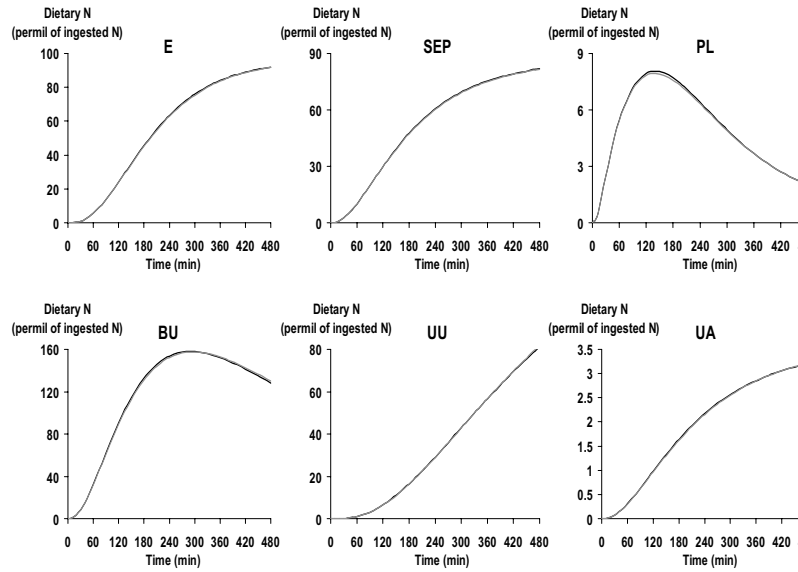 Dietary N
(permil of ingested N)
E
100
80
60
40
20
0
0 60 120 180 240 300 360 420 480
Time (min)
Dietary N
(permil of ingested N)
SEP
90
60
30
0
0 60 120 180 240 300 360 420 480
Time (min)
Dietary N
(permil of ingested N)
PL
9
6
3
0
0 60 120 180 240 300 360 420
Time (min)
Dietary N
(permil of ingested N)
BU
160
120
80
40
0
0 60 120 180 240 300 360 420 480
Time (min)
Dietary N
(permil of ingested N)
UU
80
60
40
20
0
0 60 120 180 240 300 360 420 480
Time (min)
Dietary N
(permil of ingested N)
UA
3.5
3
2.5
2
1.5
1
0.5
0
0 60 120 180 240 300 360 420
Time (min)